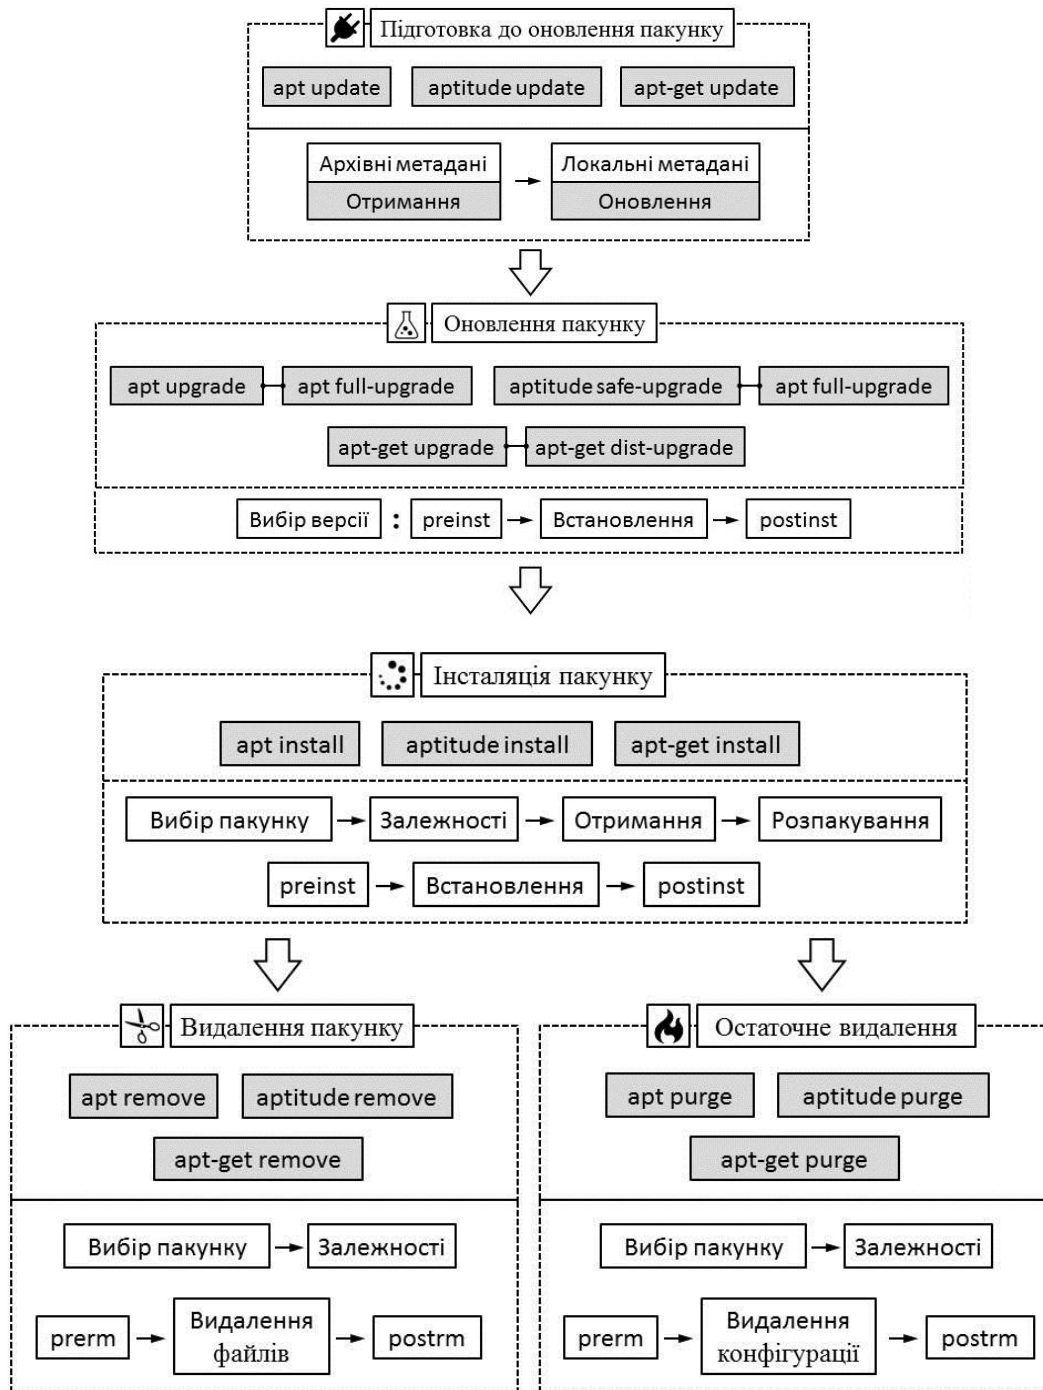 Підготовка до оновлення пакунку
apt update aptitude update apt-get update
Архівні метадані Локальні метадані
Отримання Оновлення
Оновлення пакунку
apt upgrade apt full-upgrade aptitude safe-upgrade apt full-upgrade
apt-get upgrade apt-get dist-upgrade
Вибір версії : preinst Встановлення postinst
Інсталяція пакунку
apt install aptitude install apt-get install
Вибір пакунку Залежності Отримання Розпакування
preinst Встановлення postinst
Видалення пакунку
apt remove aptitude remove
apt-get remove
Вибір пакунку Залежності
prerm Видалення файлів postrm
Остаточне видалення
apt purge aptitude purge
apt-get purge
Вибір пакунку Залежності
prerm Видалення конфігурації postrm